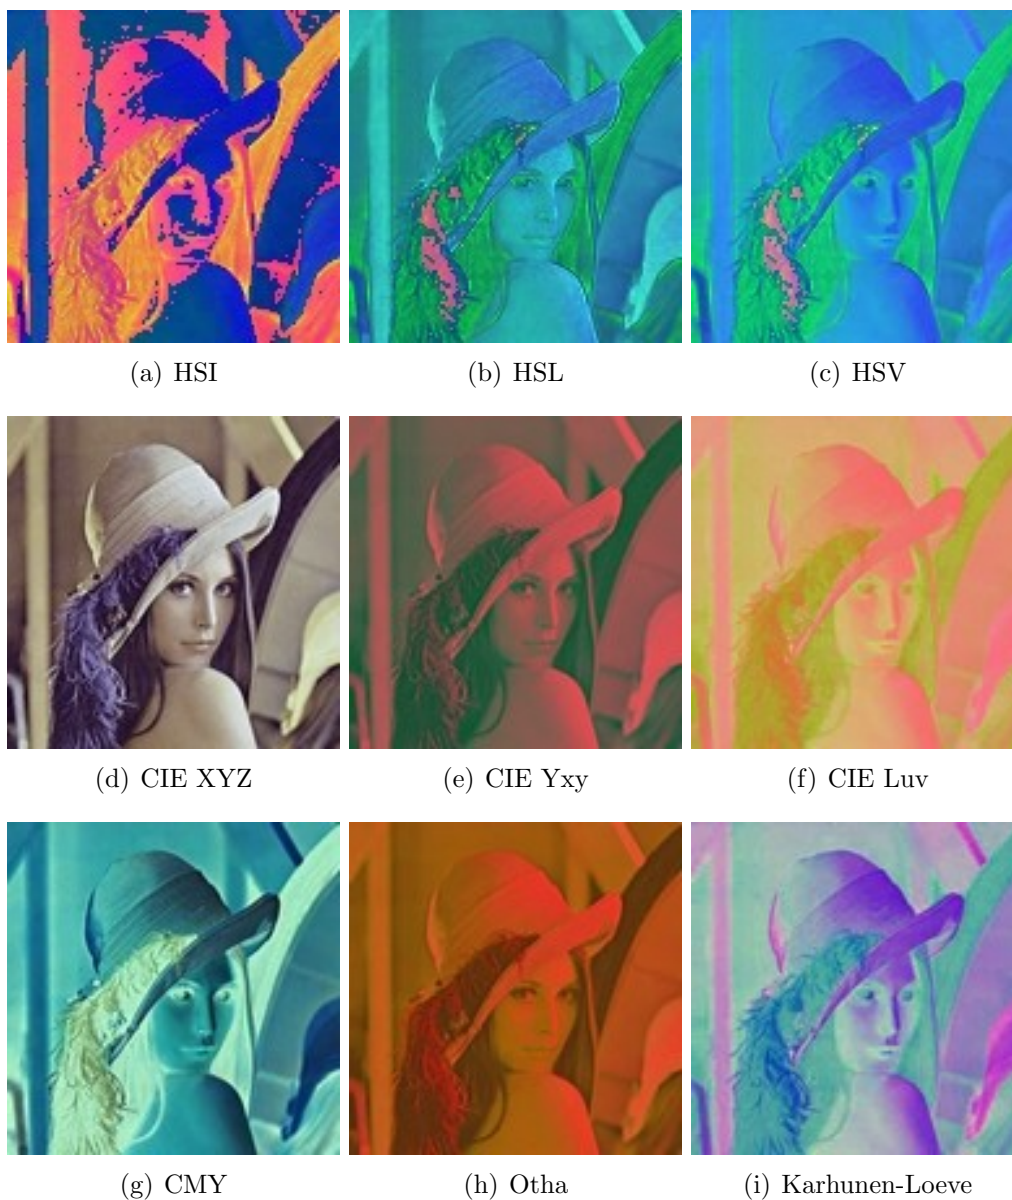 (a) HSI
(b) HSL
(c) HSV
(d) CIE XYZ
(e) CIE Yxy
(f) CIE Luv
(g) CMY
(h) Otha
(i) Karhunen-Loeve